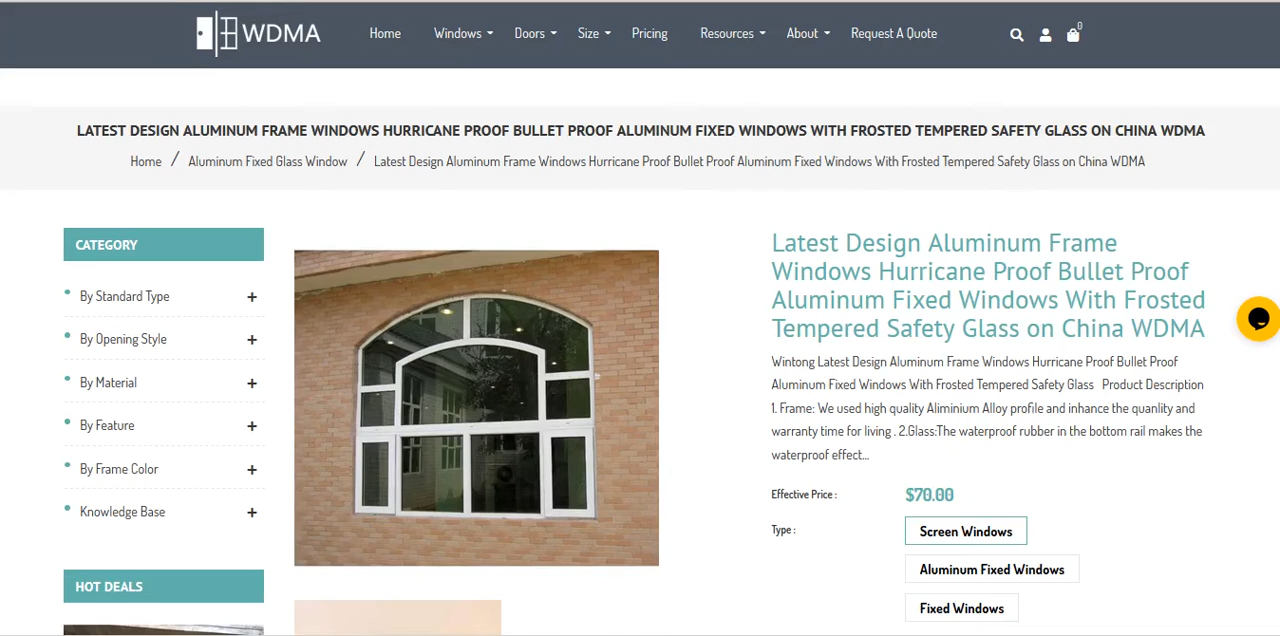 WDMA
Home
Windows
Doors
Size
Pricing
Resources
About
Request A Quote
0
LATEST DESIGN ALUMINUM FRAME WINDOWS HURRICANE PROOF BULLET PROOF ALUMINUM FIXED WINDOWS WITH FROSTED TEMPERED SAFETY GLASS ON CHINA WDMA
Home / Aluminum Fixed Glass Window / Latest Design Aluminum Frame Windows Hurricane Proof Bullet Proof Aluminum Fixed Windows With Frosted Tempered Safety Glass on China WDMA
CATEGORY
By Standard Type +
By Opening Style +
By Material +
By Feature +
By Frame Color +
Knowledge Base +
HOT DEALS
Latest Design Aluminum Frame
Windows Hurricane Proof Bullet Proof
Aluminum Fixed Windows With Frosted
Tempered Safety Glass on China WDMA
Wintong Latest Design Aluminum Frame Windows Hurricane Proof Bullet Proof
Aluminum Fixed Windows With Frosted Tempered Safety Glass Product Description
1. Frame: We used high quality Aliminium Alloy profile and inhance the quanlity and
warranty time for living . 2.Glass:The waterproof rubber in the bottom rail makes the
waterproof effect...
Effective Price : $70.00
Type : Screen Windows
Aluminum Fixed Windows
Fixed Windows